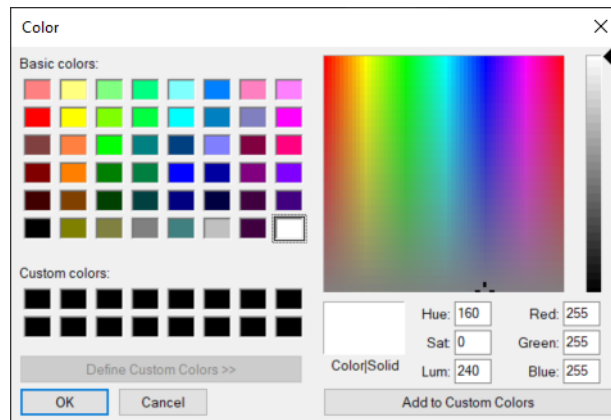 Color
Basic colors:
Custom colors:
Define Custom Colors >>
OK
Cancel
Color|Solid
Hue: 160
Sat: 0
Lum: 240
Red: 255
Green: 255
Blue: 255
Add to Custom Colors